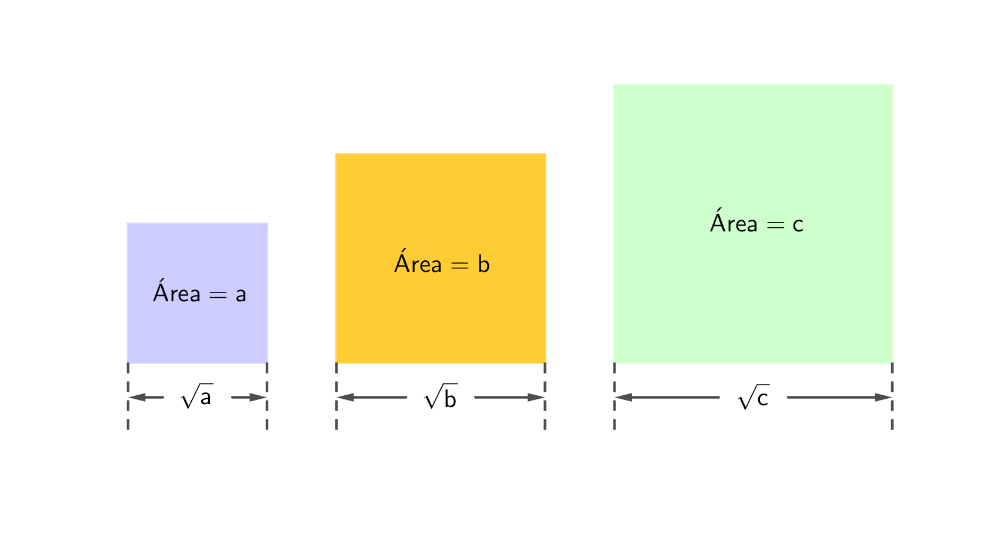 Área = a
Área = b
Área = c
√a
√b
√c